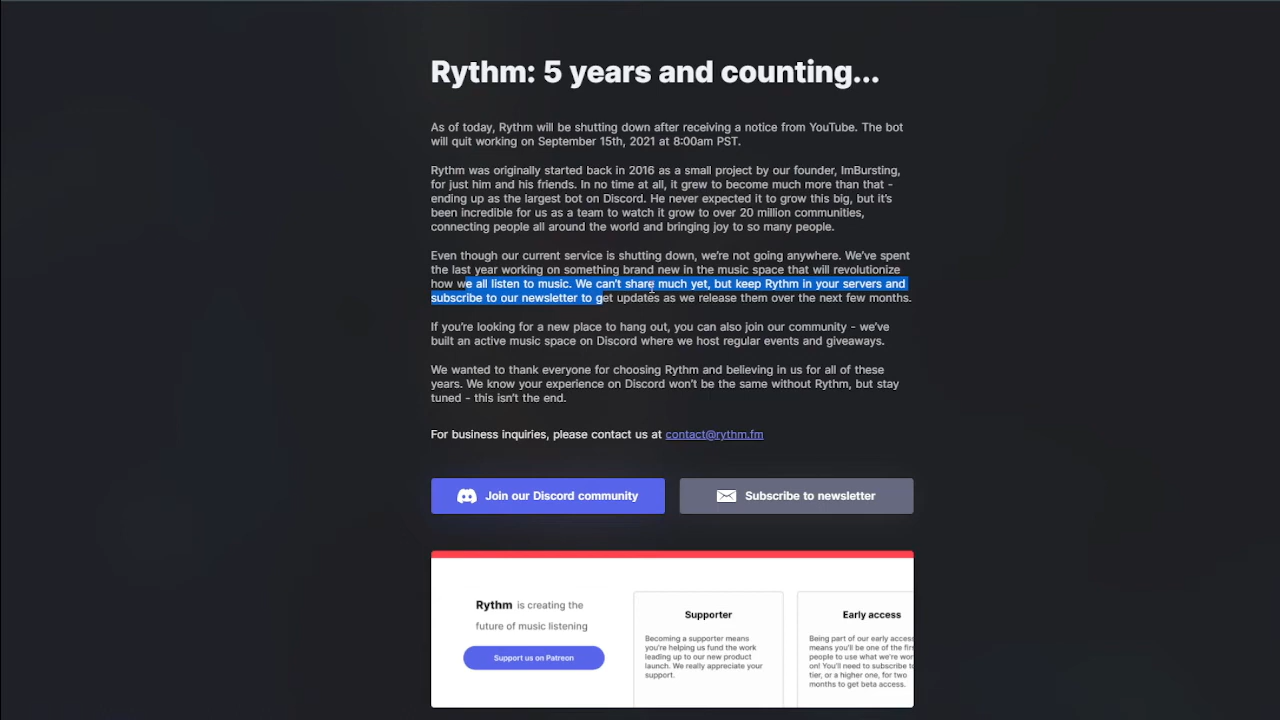 Rythm: 5 years and counting...
As of today, Rythm will be shutting down after receiving a notice from YouTube. The bot
will quit working on September 15th, 2021 at 8:00am PST.
Rythm was originally started back in 2016 as a small project by our founder, ImBursting,
for just him and his friends. In no time at all, it grew to become much more than that -
ending up as the largest bot on Discord. He never expected it to grow this big, but it's
been incredible for us as a team to watch it grow to over 20 million communities,
connecting people all around the world and bringing joy to so many people.
Even though our current service is shutting down, we're not going anywhere. We've spent
the last year working on something brand new in the music space that will revolutionize
how we all listen to music. We can't share much yet, but keep Rythm in your servers and
subscribe to our newsletter to get updates as we release them over the next few months.
If you're looking for a new place to hang out, you can also join our community - we've
built an active music space on Discord where we host regular events and giveaways.
We wanted to thank everyone for choosing Rythm and believing in us for all of these
years. We know your experience on Discord won't be the same without Rythm, but stay
tuned - this isn't the end.
For business inquiries, please contact us at contact@rythm.fm
Join our Discord community
Subscribe to newsletter
Rythm is creating the
future of music listening
Support us on Patreon
Supporter
Becoming a supporter means
you're helping us fund the work
leading up to our new product
launch. We really appreciate your
support.
Early access
Being part of our early access
means you'll be one of the
people to use what we're
on! You'll need to subscribe
tier, or a higher one, for two
months to get beta access.